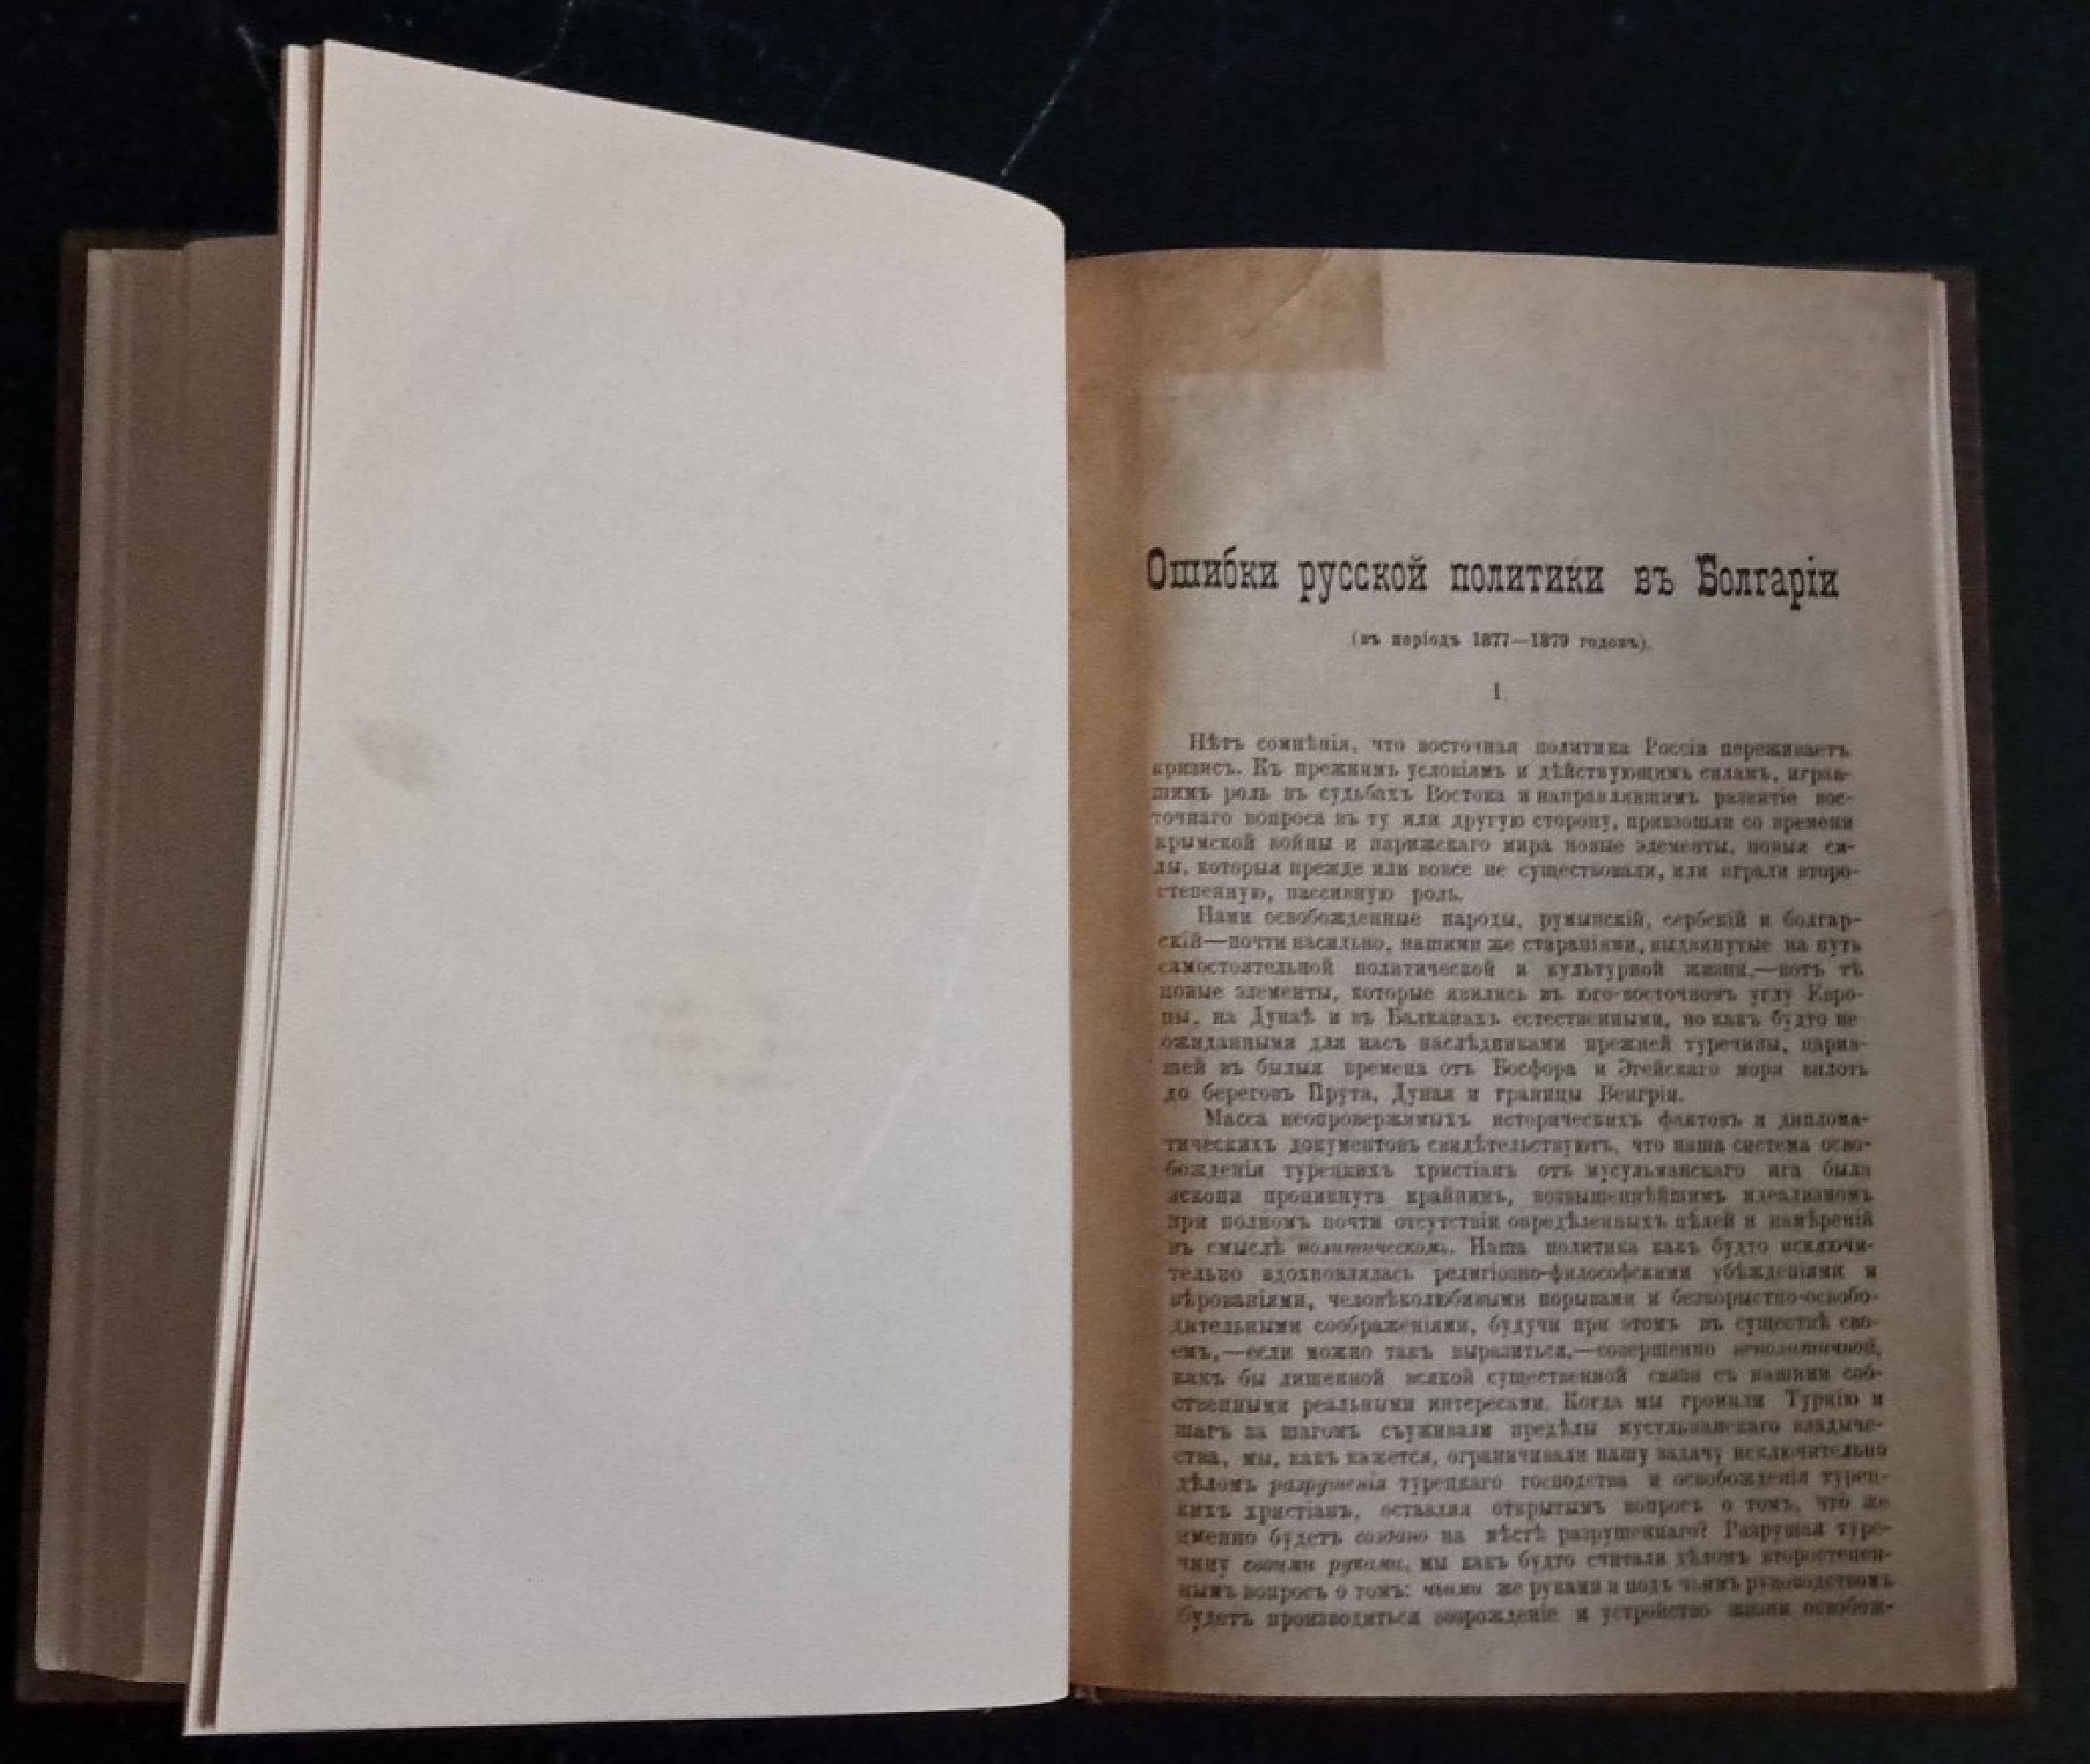 Ошибки русской политики въ Болгаріи
(въ періодъ 1877—1879 годовъ).
I.
Нѣтъ сомнѣнія, что восточная политика Россіи переживаетъ
кризисъ. Къ прежнимъ условіямъ и дѣйствующимъ силамъ, играв-
шимъ роль въ судьбахъ Востока и направлявшимъ развитіе вос-
точнаго вопроса въ ту или другую сторону, привзошли со времени
крымской войны и парижскаго мира новые элементы, новыя си-
лы, которыя прежде или вовсе не существовали, или играли второ-
степенную, пассивную роль.
Нами освобожденные народы, румынскій, сербскій и болгар-
скій—почти насильно, нашими же стараніями, выдвинутые на путь
самостоятельной политической и культурной жизни,—вотъ тѣ
новые элементы, которые явились въ юго-восточномъ углу Евро-
пы, на Дунаѣ и въ Балканахъ естественными, но какъ будто не
ожиданными для насъ наслѣдниками прежней туречины, царив-
шей въ былыя времена отъ Босфора и Эгейскаго моря вплоть
до береговъ Прута, Дуная и границы Венгріи.
Масса неопровержимыхъ историческихъ фактовъ и диплома-
тическихъ документовъ свидѣтельствуютъ, что наша система осво-
божденія турецкихъ христіанъ отъ мусульманскаго ига была
искони проникнута крайнимъ, возвышеннѣйшимъ идеализмомъ
при полномъ почти отсутствіи опредѣленныхъ цѣлей и намѣреній
въ смыслѣ политическомъ. Наша политика какъ будто исключи-
тельно вдохновлялась религіозно-философскими убѣжденіями и
вѣрованіями, человѣколюбивыми порывами и безкорыстно-освобо-
дительными соображеніями, будучи при этомъ въ существѣ сво-
емъ,—если можно такъ выразиться,—совершенно неполитичной,
какъ бы лишенной всякой существенной связи съ нашими соб-
ственными реальными интересами. Когда мы громили Турцію и
шагъ за шагомъ съуживали предѣлы мусульманскаго владыче-
ства, мы, какъ кажется, ограничивали нашу задачу исключительно
дѣломъ разрушенія турецкаго господства и освобожденія турец-
кихъ христіанъ, оставляя открытымъ вопросъ о томъ, что же
именно будетъ создано на мѣстѣ разрушеннаго? Разрушая туре-
чину своими руками, мы какъ будто считали дѣломъ второстепен-
нымъ вопросъ о томъ: чьими же руками и подъ чьимъ руководствомъ
будетъ производиться возрожденіе и устройство жизни освобож-